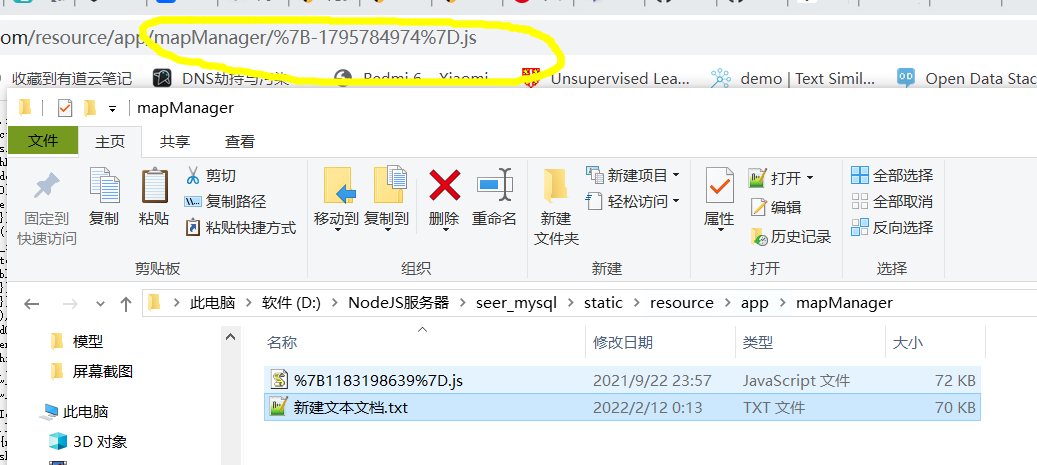 om/resource/app/mapManager/%7B-1795784974%7D.js
收藏到有道云笔记 DNS劫持与污染 Redmi 6 Xiaomi Unsupervised Lea... demo | Text Simil... Open Data Stac
mapManager
文件 主页 共享 查看
固定到快速访问 复制 粘贴 剪切 复制路径 粘贴快捷方式 移动到 复制到 删除 重命名 新建文件夹 新建项目 轻松访问 属性 打开 编辑 历史记录 全部选择 全部取消 反向选择
剪贴板 组织 新建 打开 选择
此电脑 > 软件 (D:) > NodeJS服务器 > seer_mysql > static > resource > app > mapManager
名称 修改日期 类型 大小
模型
屏幕截图
此电脑
3D 对象
%7B1183198639%7D.js 2021/9/22 23:57 JavaScript 文件 72 KB
新建文本文档.txt 2022/2/12 0:13 TXT 文件 70 KB